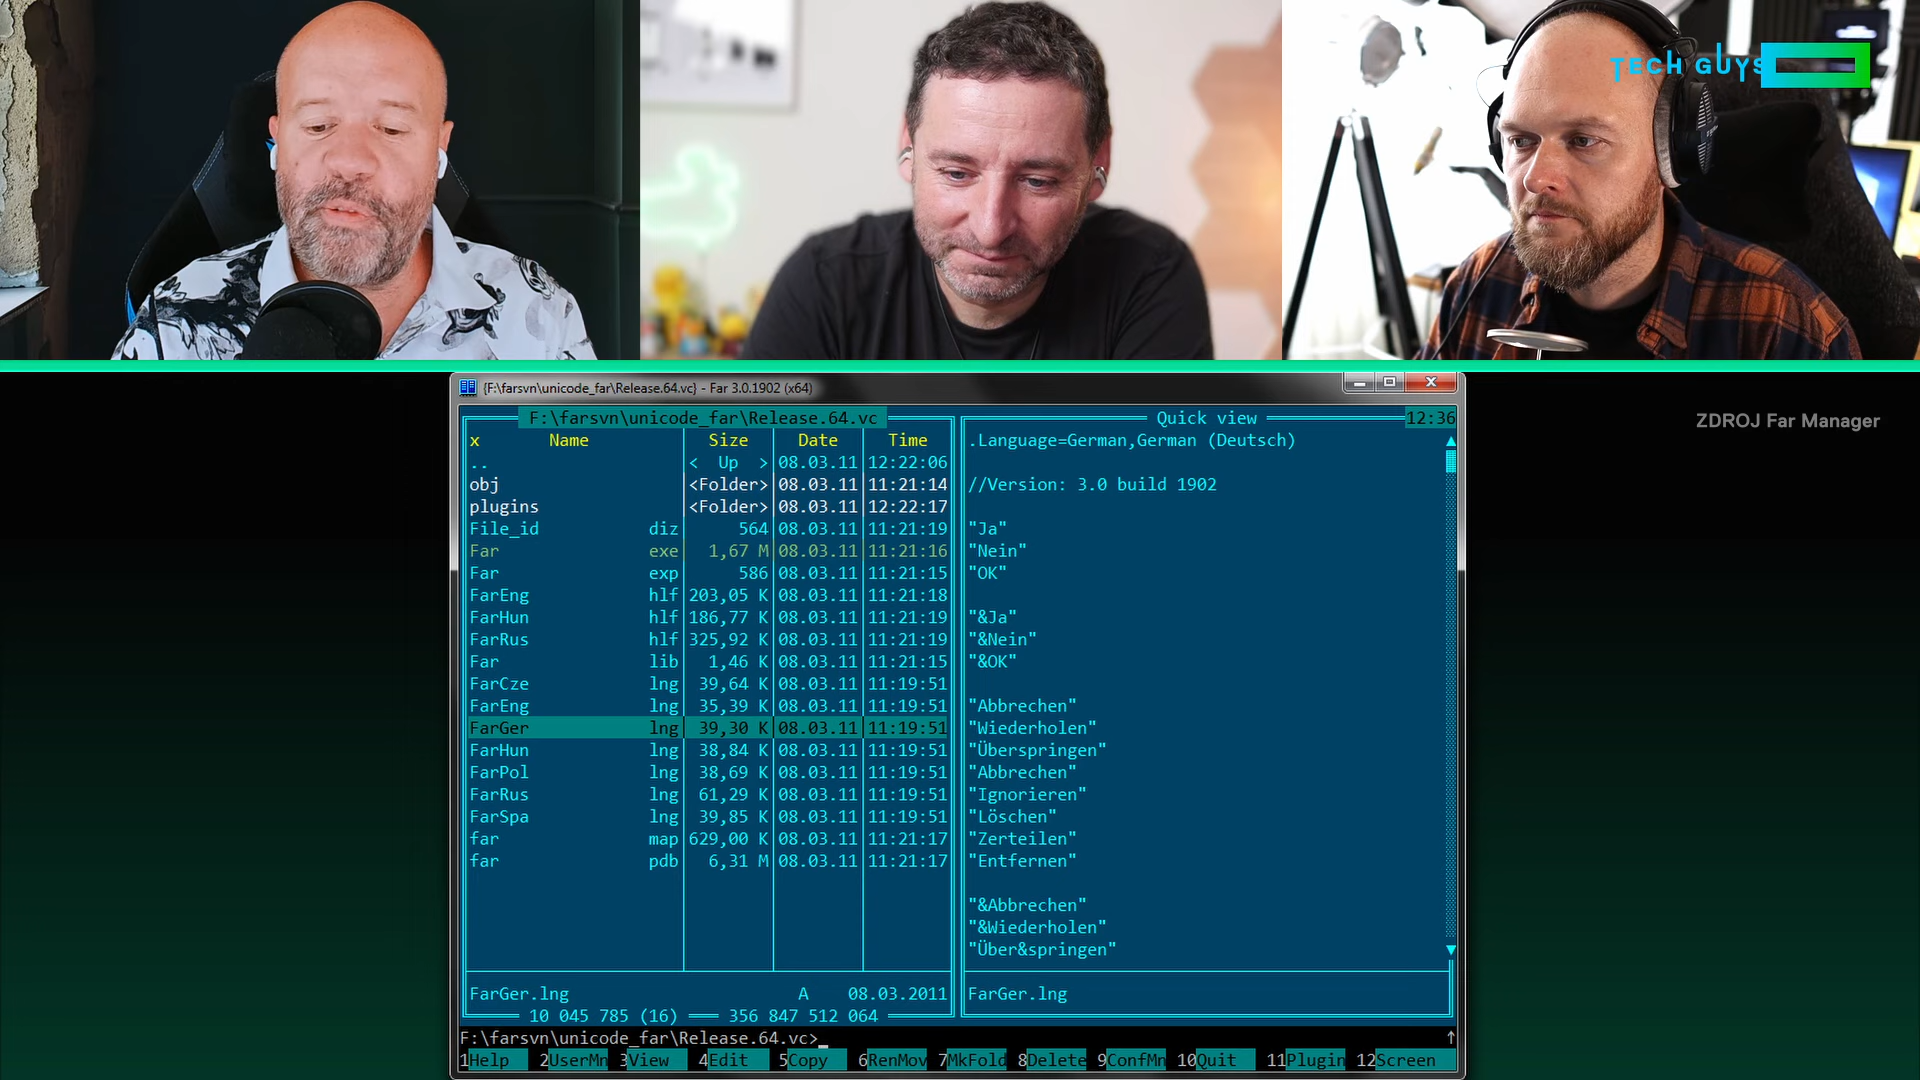 TECH GUYS
ZDROJ Far Manager
{F:\farsvn\unicode_far\Release.64.vc} - Far 3.0.1902 (x64)
F:\farsvn\unicode_far\Release.64.vc
Quick view 12:36
x Name Size Date Time
.. < Up > 08.03.11 12:22:06
obj <Folder> 08.03.11 11:21:14
plugins <Folder> 08.03.11 12:22:17
File_id diz 564 08.03.11 11:21:19
Far exe 1,67 M 08.03.11 11:21:16
Far exp 586 08.03.11 11:21:15
FarEng hlf 203,05 K 08.03.11 11:21:18
FarHun hlf 186,77 K 08.03.11 11:21:19
FarRus hlf 325,92 K 08.03.11 11:21:19
Far lib 1,46 K 08.03.11 11:21:15
FarCze lng 39,64 K 08.03.11 11:19:51
FarEng lng 35,39 K 08.03.11 11:19:51
FarGer lng 39,30 K 08.03.11 11:19:51
FarHun lng 38,84 K 08.03.11 11:19:51
FarPol lng 38,69 K 08.03.11 11:19:51
FarRus lng 61,29 K 08.03.11 11:19:51
FarSpa lng 39,85 K 08.03.11 11:19:51
far map 629,00 K 08.03.11 11:21:17
far pdb 6,31 M 08.03.11 11:21:17
FarGer.lng A 08.03.2011
10 045 785 (16) 356 847 512 064
.Language=German,German (Deutsch)
//Version: 3.0 build 1902
"Ja"
"Nein"
"OK"
"&Ja"
"&Nein"
"&OK"
"Abbrechen"
"Wiederholen"
"Überspringen"
"Abbrechen"
"Ignorieren"
"Löschen"
"Zerteilen"
"Entfernen"
"&Abbrechen"
"&Wiederholen"
"Über&springen"
FarGer.lng
F:\farsvn\unicode_far\Release.64.vc>_
1Help 2UserMn 3View 4Edit 5Copy 6RenMov 7MkFold 8Delete 9ConfMn 10Quit 11Plugin 12Screen